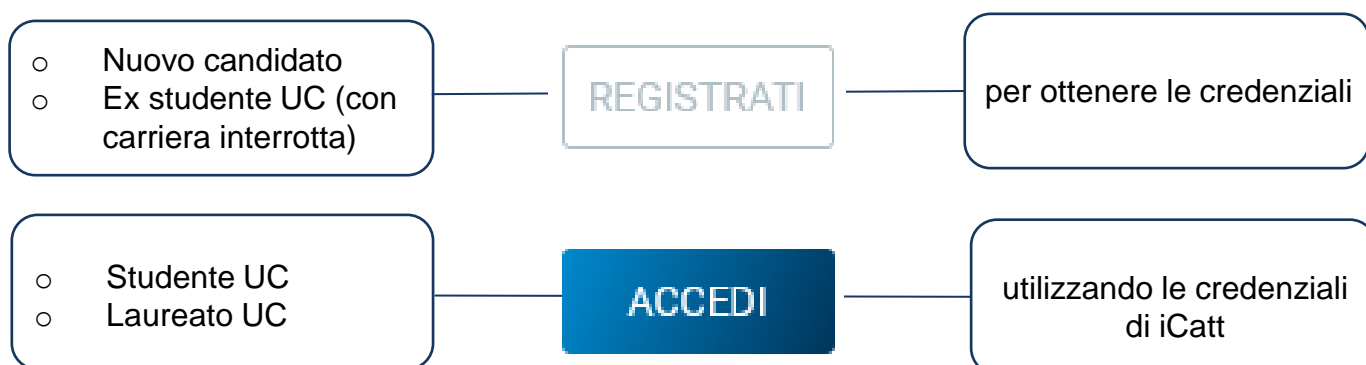 o Nuovo candidato
o Ex studente UC (con
carriera interrotta)
REGISTRATI
per ottenere le credenziali
o Studente UC
o Laureato UC
ACCEDI
utilizzando le credenziali
di iCatt